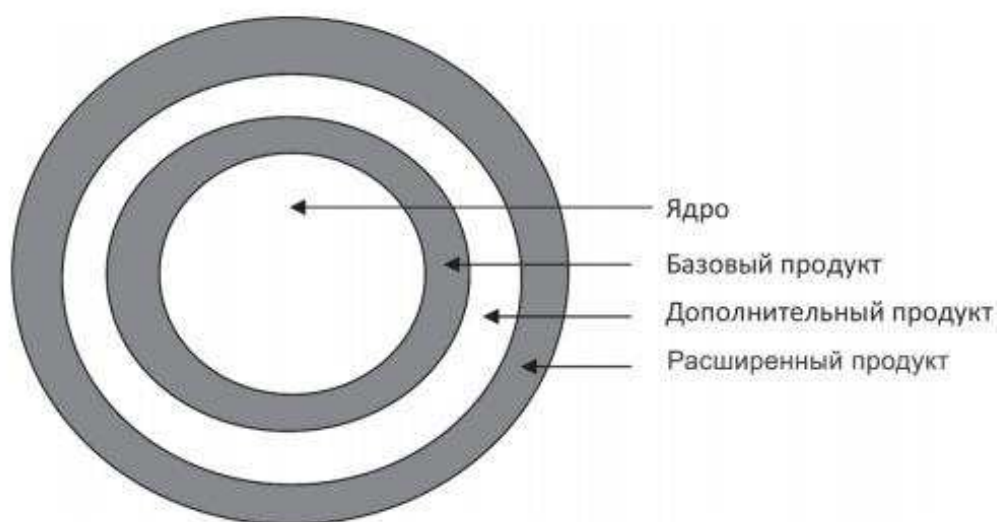 Ядро
Базовый продукт
Дополнительный продукт
Расширенный продукт